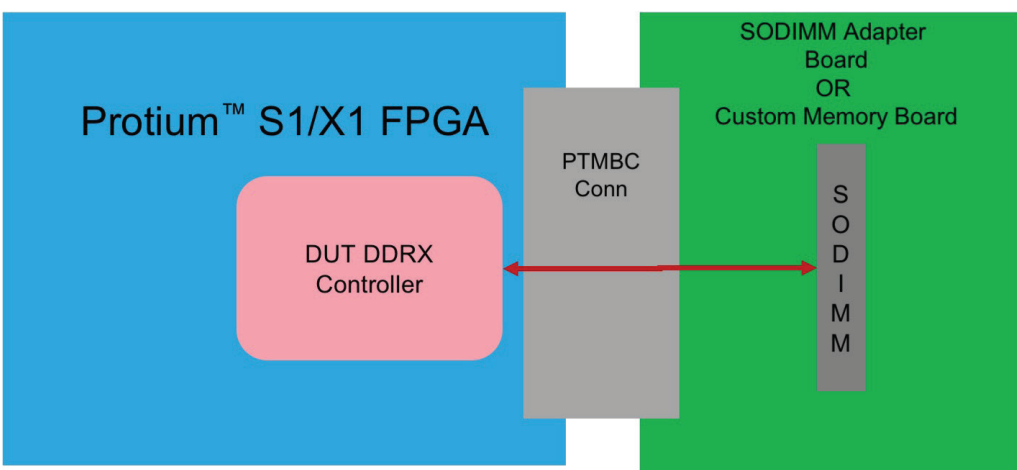 Protium™ S1/X1 FPGA
DUT DDRX
Controller
PTMBC
Conn
SODIMM Adapter
Board
OR
Custom Memory Board
S
O
D
I
M
M